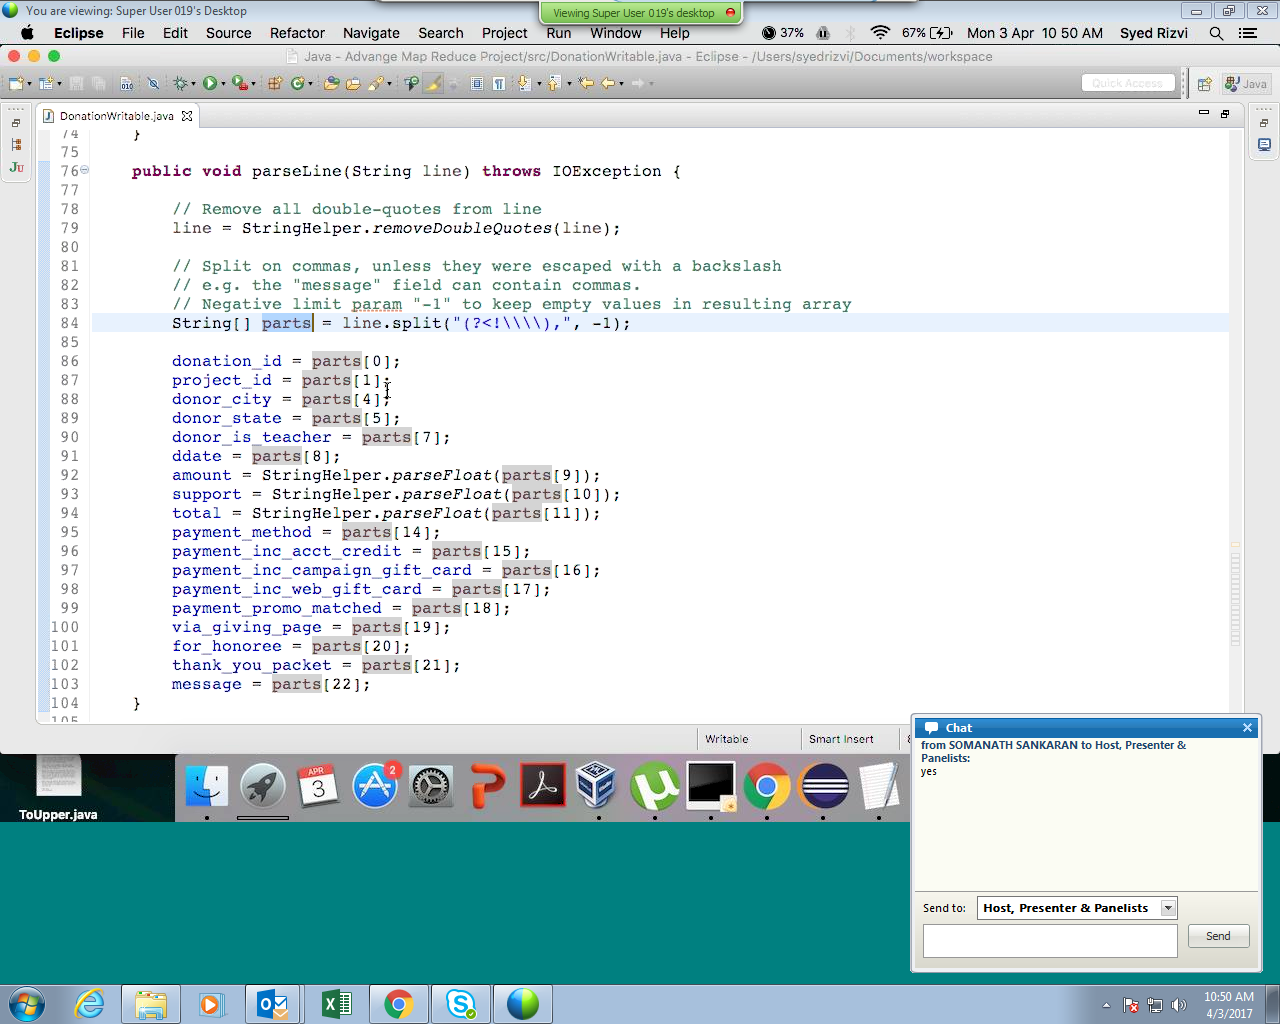 You are viewing: Super User 019's Desktop
Viewing Super User 019's desktop
Eclipse File Edit Source Refactor Navigate Search Project Run Window Help 37% 67% Mon 3 Apr 10 50 AM Syed Rizvi
Java - Advange Map Reduce Project/src/DonationWritable.java - Eclipse - /Users/syedrizvi/Documents/workspace
Quick Access Java
DonationWritable.java
74 }
75
76 public void parseLine(String line) throws IOException {
77
78 // Remove all double-quotes from line
79 line = StringHelper.removeDoubleQuotes(line);
80
81 // Split on commas, unless they were escaped with a backslash
82 // e.g. the "message" field can contain commas.
83 // Negative limit param "-1" to keep empty values in resulting array
84 String[] parts = line.split("(?<!\\\\),", -1);
85
86 donation_id = parts[0];
87 project_id = parts[1];
88 donor_city = parts[4];
89 donor_state = parts[5];
90 donor_is_teacher = parts[7];
91 ddate = parts[8];
92 amount = StringHelper.parseFloat(parts[9]);
93 support = StringHelper.parseFloat(parts[10]);
94 total = StringHelper.parseFloat(parts[11]);
95 payment_method = parts[14];
96 payment_inc_acct_credit = parts[15];
97 payment_inc_campaign_gift_card = parts[16];
98 payment_inc_web_gift_card = parts[17];
99 payment_promo_matched = parts[18];
100 via_giving_page = parts[19];
101 for_honoree = parts[20];
102 thank_you_packet = parts[21];
103 message = parts[22];
104 }
105
Writable Smart Insert
Chat
from SOMANATH SANKARAN to Host, Presenter &
Panelists:
yes
Send to: Host, Presenter & Panelists
Send
APR
3
2
ToUpper.java
10:50 AM
4/3/2017